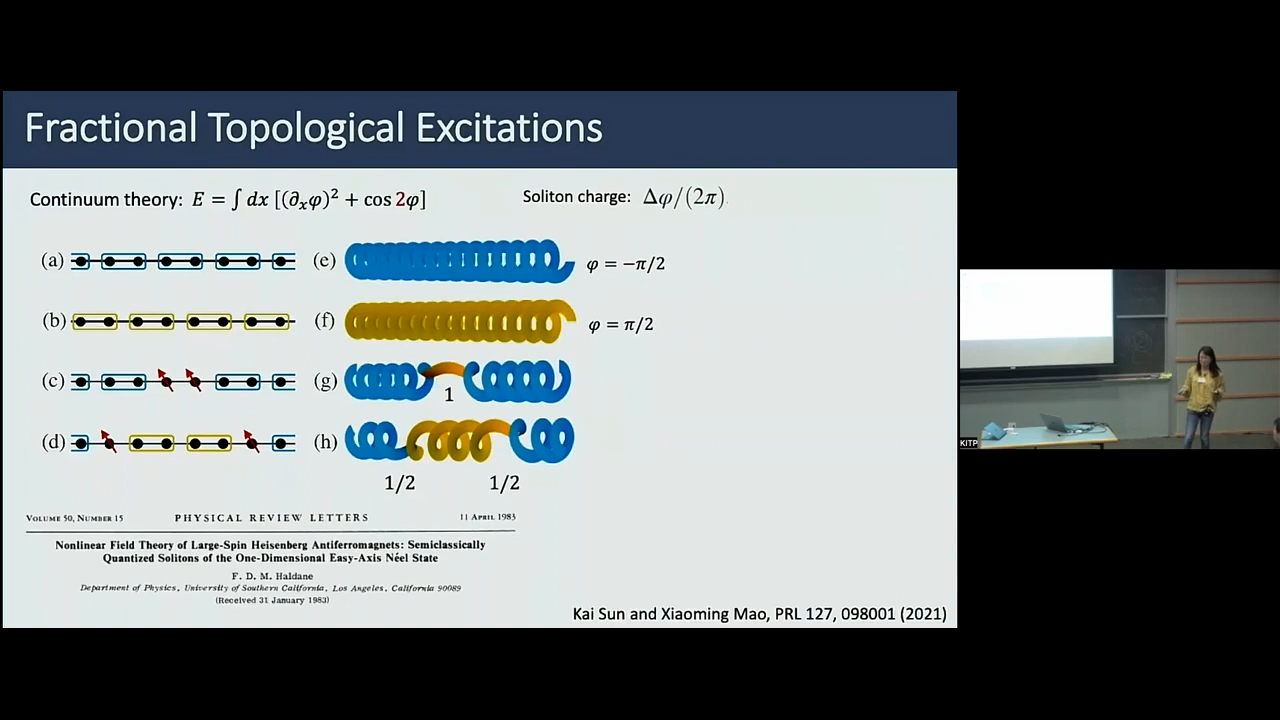 Fractional Topological Excitations
Continuum theory: E = ∫ dx [(∂ₓφ)² + cos 2φ]
Soliton charge: Δφ/(2π)
(a)
(e)
φ = −π/2
(b)
(f)
φ = π/2
(c)
(g)
1
(d)
(h)
1/2
1/2
VOLUME 50, NUMBER 15
PHYSICAL REVIEW LETTERS
11 APRIL 1983
Nonlinear Field Theory of Large-Spin Heisenberg Antiferromagnets: Semiclassically
Quantized Solitons of the One-Dimensional Easy-Axis Néel State
F. D. M. Haldane
Department of Physics, University of Southern California, Los Angeles, California 90089
(Received 31 January 1983)
Kai Sun and Xiaoming Mao, PRL 127, 098001 (2021)
KITP